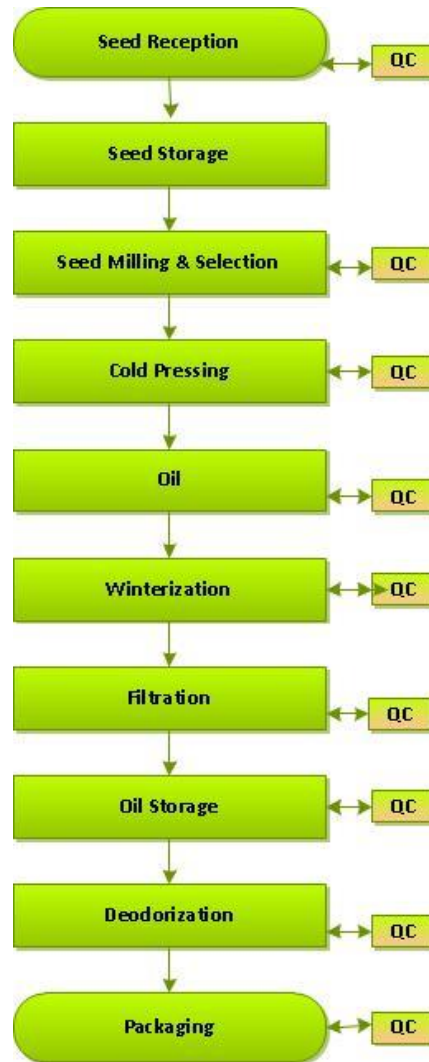 Seed Reception
QC
Seed Storage
Seed Milling & Selection
QC
Cold Pressing
QC
Oil
QC
Winterization
QC
Filtration
QC
Oil Storage
QC
Deodorization
QC
Packaging
QC